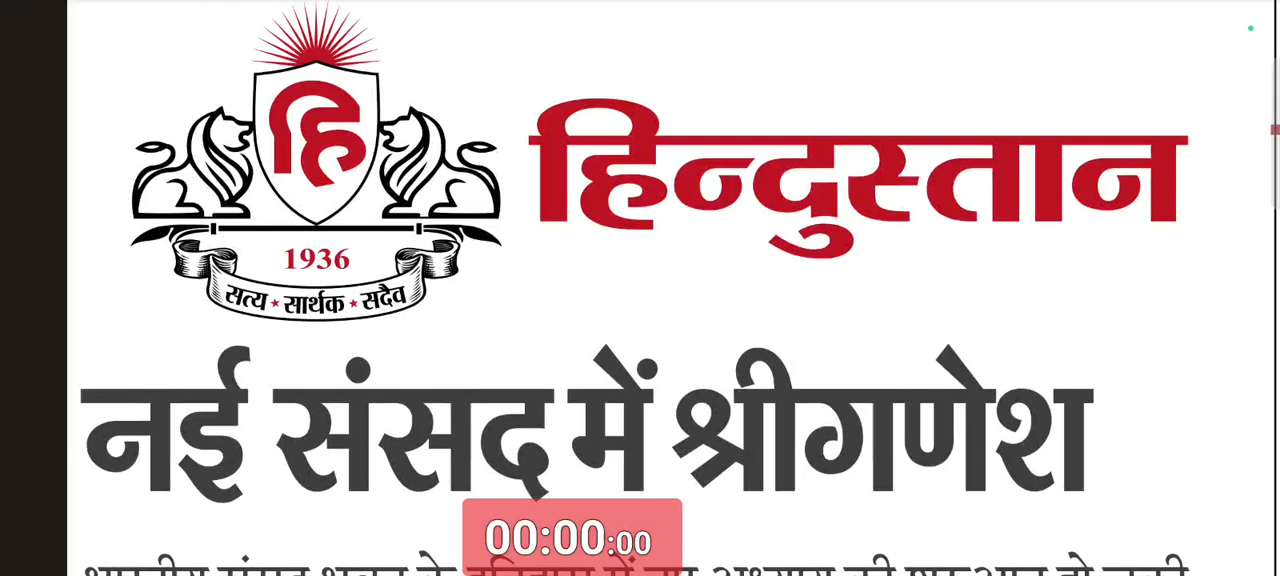 हि
हिन्दुस्तान
1936
सत्य ★ सार्थक ★ सदैव
नई संसद में श्रीगणेश
00:00:00